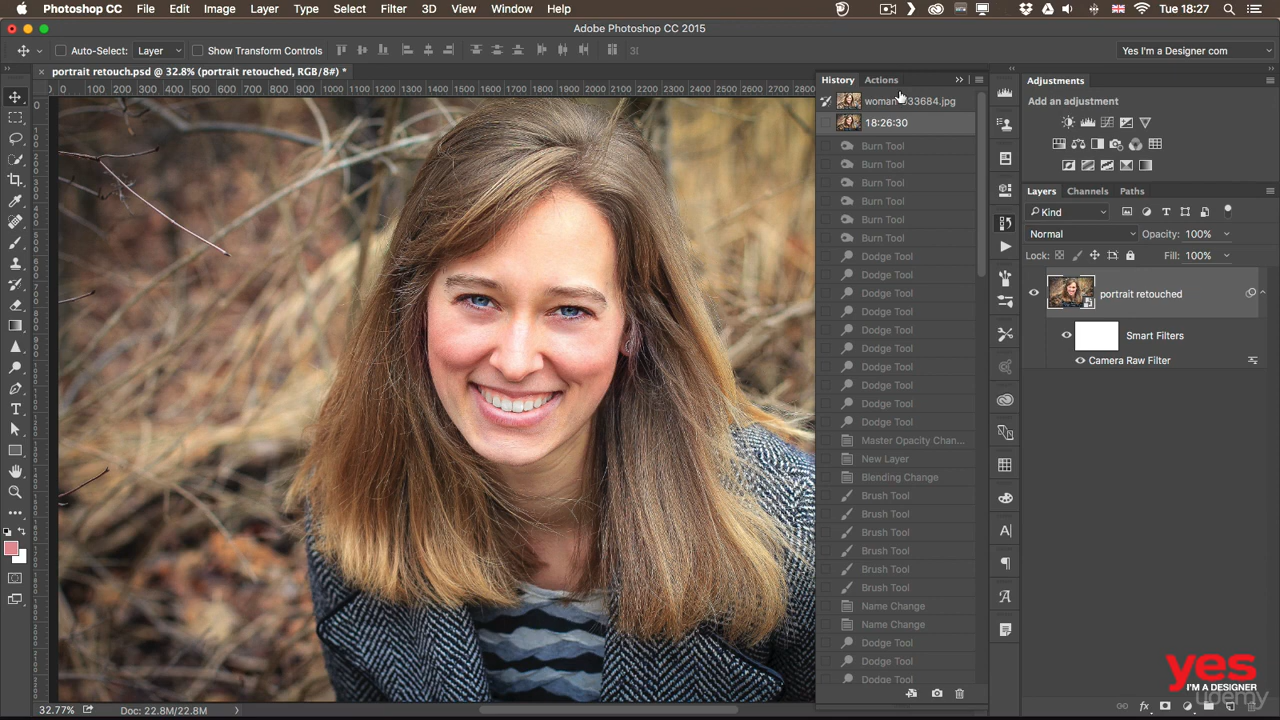 Photoshop CC File Edit Image Layer Type Select Filter 3D View Window Help Tue 18:27
Adobe Photoshop CC 2015
Auto-Select: Layer Show Transform Controls Yes I'm a Designer com
portrait retouch.psd @ 32.8% (portrait retouched, RGB/8#) *
0 100 200 300 400 500 600 700 800 900 1000 1100 1200 1300 1400 1500 1600 1700 1800 1900 2000 2100 2200 2300 2400 2500 2600 2700 2800
History Actions
18:26:30
Burn Tool
Burn Tool
Burn Tool
Burn Tool
Burn Tool
Burn Tool
Dodge Tool
Dodge Tool
Dodge Tool
Dodge Tool
Dodge Tool
Dodge Tool
Dodge Tool
Dodge Tool
Dodge Tool
Dodge Tool
Master Opacity Chan...
New Layer
Blending Change
Brush Tool
Brush Tool
Brush Tool
Brush Tool
Brush Tool
Brush Tool
Name Change
Name Change
Dodge Tool
Dodge Tool
Dodge Tool
Adjustments
Add an adjustment
Layers Channels Paths
Kind
Normal Opacity: 100%
Lock: Fill: 100%
portrait retouched
Smart Filters
Camera Raw Filter
yes
I'M A DESIGNER
udemy
32.77% Doc: 22.8M/22.8M